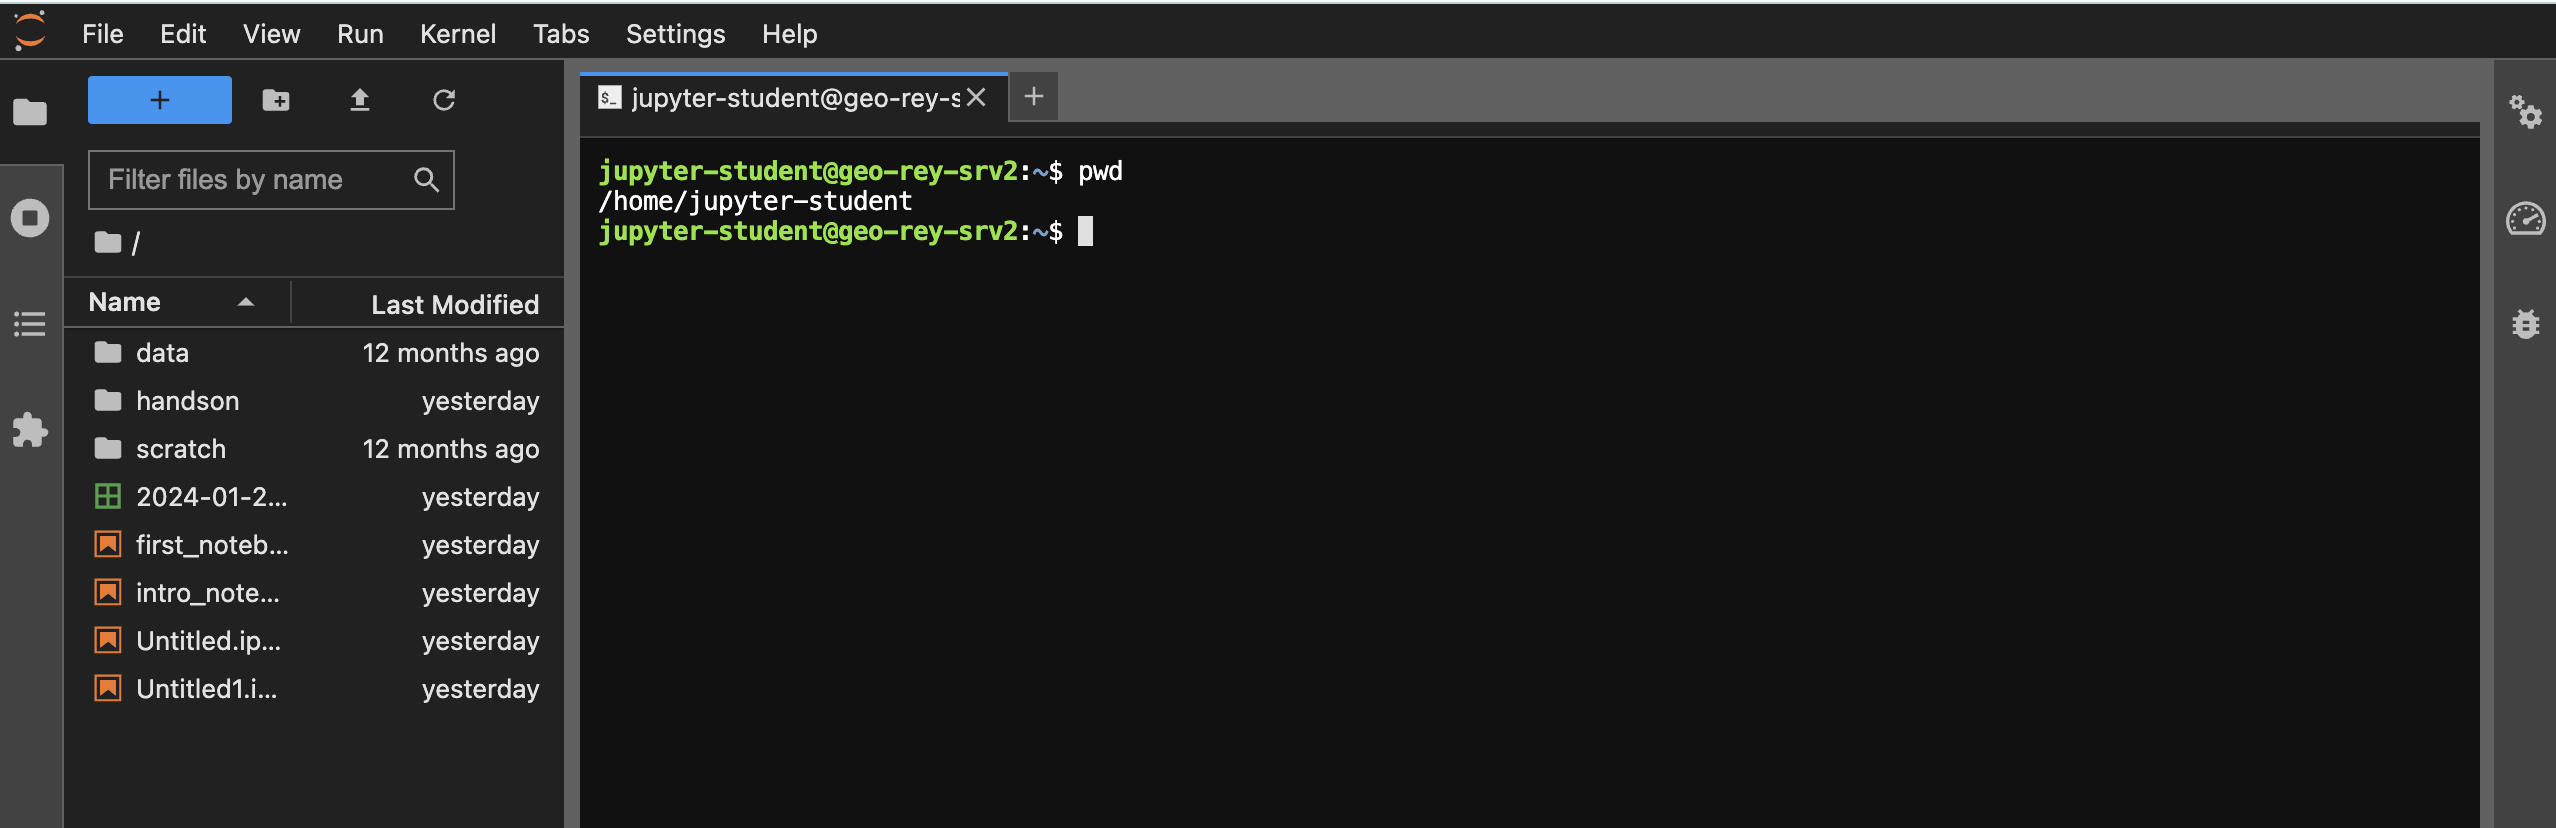 File Edit View Run Kernel Tabs Settings Help
+
Filter files by name
/
Name Last Modified
data 12 months ago
handson yesterday
scratch 12 months ago
2024-01-2... yesterday
first_noteb... yesterday
intro_note... yesterday
Untitled.ip... yesterday
Untitled1.i... yesterday
$_ jupyter-student@geo-rey-s × +
jupyter-student@geo-rey-srv2:~$ pwd
/home/jupyter-student
jupyter-student@geo-rey-srv2:~$